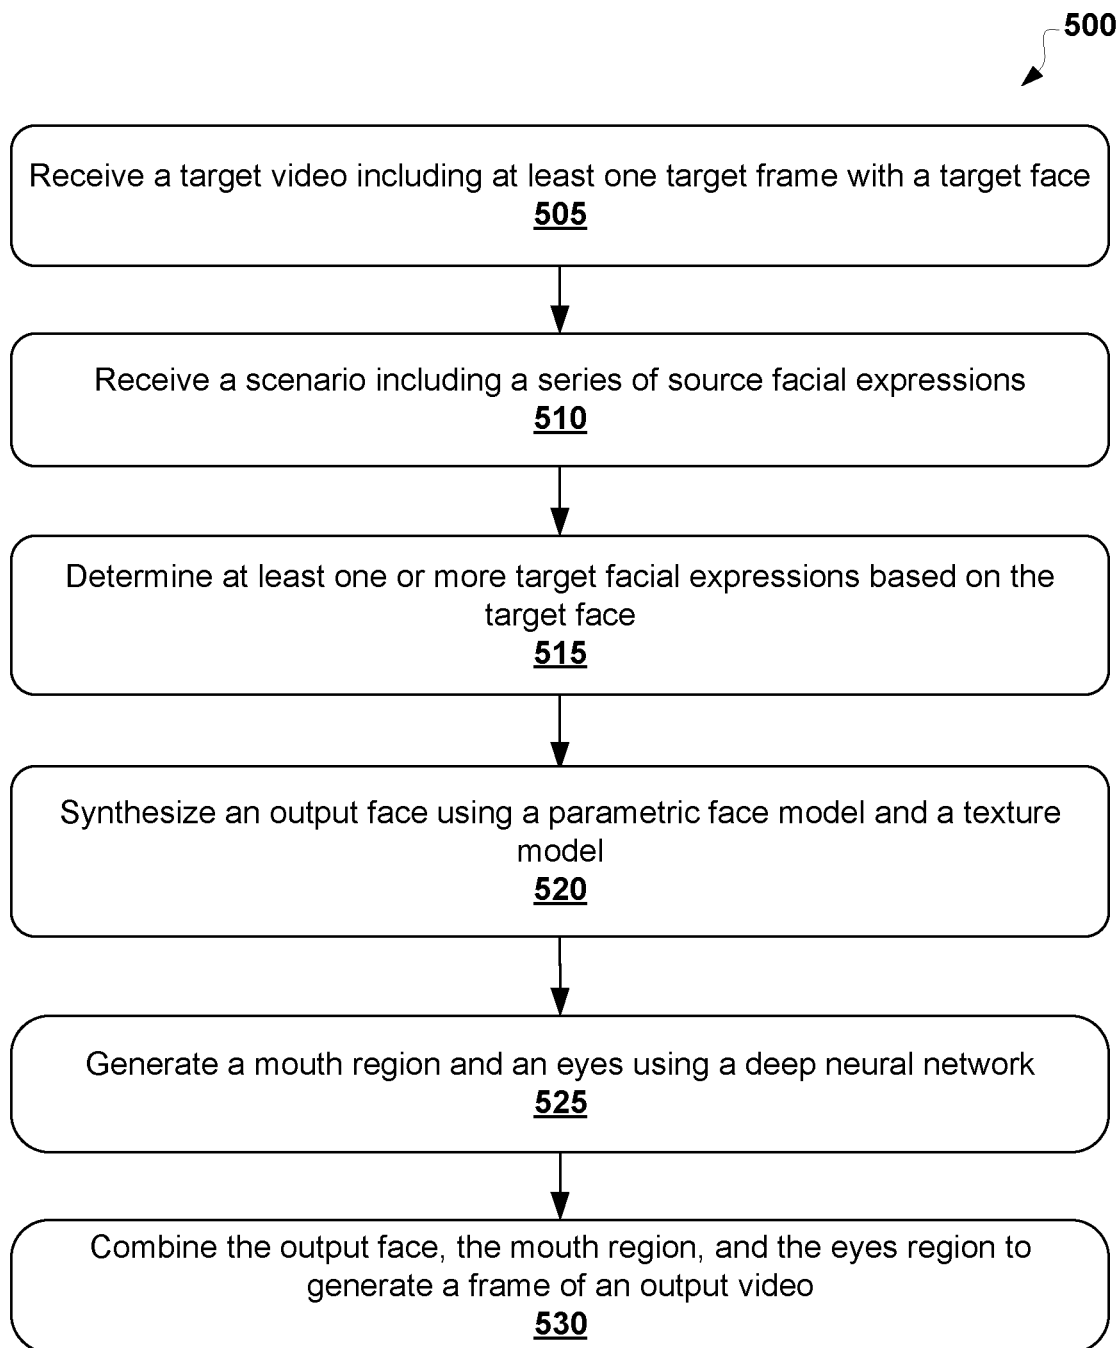 500
Receive a target video including at least one target frame with a target face
505
Receive a scenario including a series of source facial expressions
510
Determine at least one or more target facial expressions based on the
target face
515
Synthesize an output face using a parametric face model and a texture
model
520
Generate a mouth region and an eyes using a deep neural network
525
Combine the output face, the mouth region, and the eyes region to
generate a frame of an output video
530